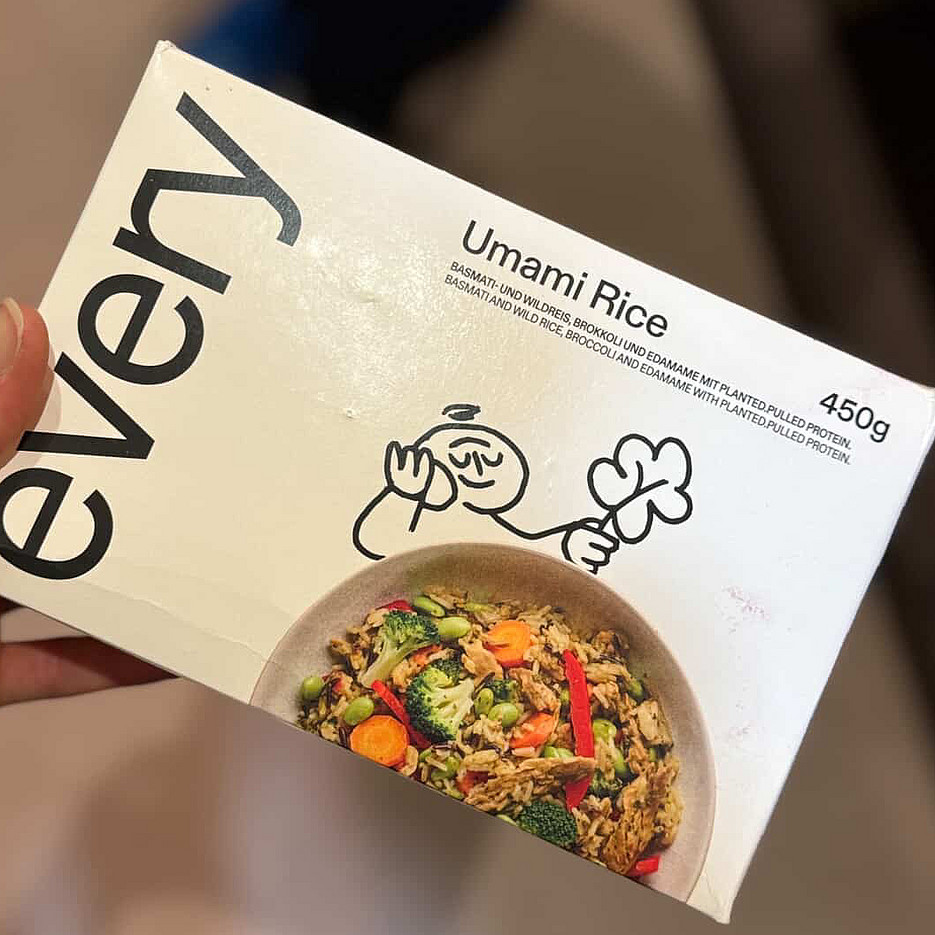 every
Umami Rice
BASMATI- UND WILDREIS, BROKKOLI UND EDAMAME MIT PLANTED.PULLED PROTEIN.
BASMATI AND WILD RICE, BROCCOLI AND EDAMAME WITH PLANTED.PULLED PROTEIN.
450g